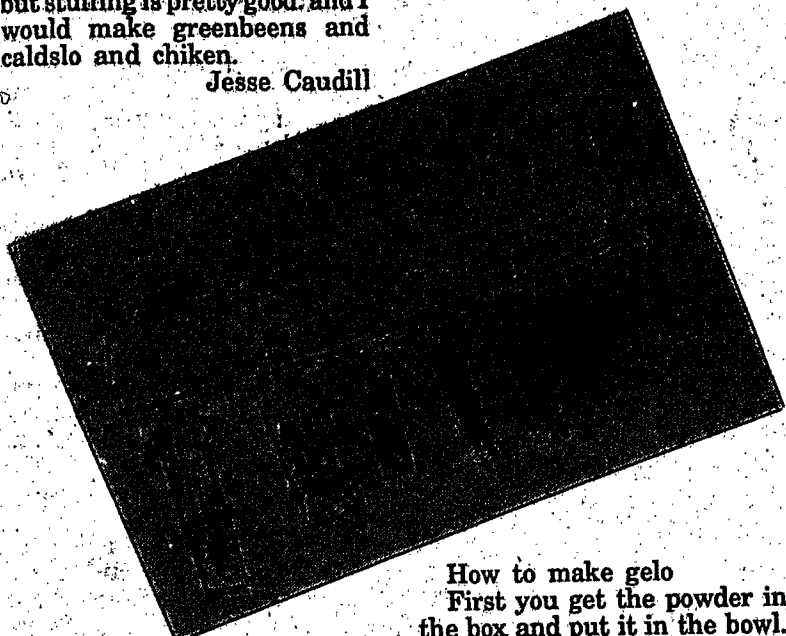 but stuffing is pretty good. and I
would make greenbeens and
caldslo and chiken.
Jesse Caudill
How to make gelo
First you get the powder in
the box and put it in the bowl.